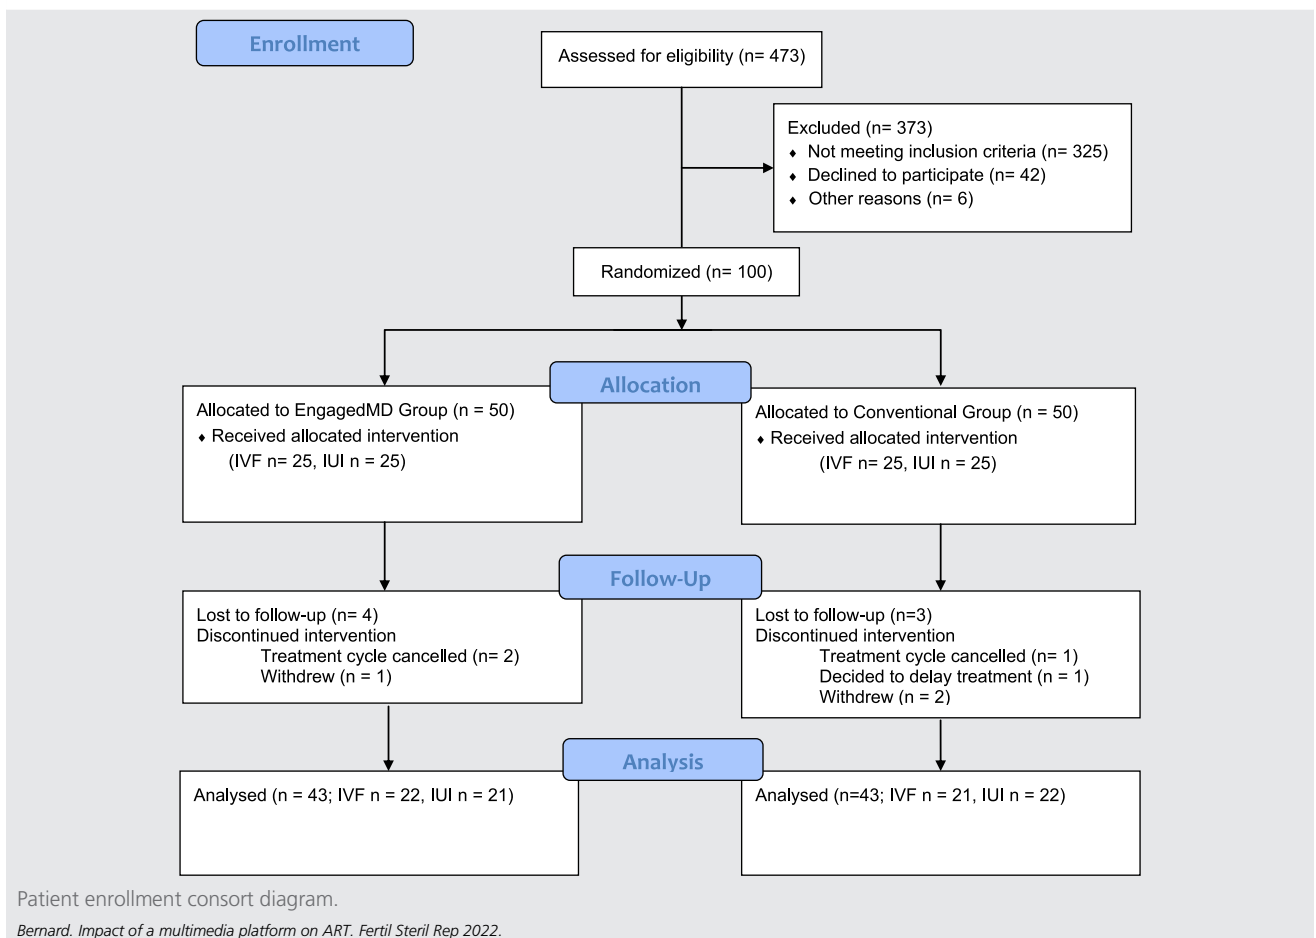 Enrollment
Assessed for eligibility (n= 473)
Excluded (n= 373)
♦ Not meeting inclusion criteria (n= 325)
♦ Declined to participate (n= 42)
♦ Other reasons (n= 6)
Randomized (n= 100)
Allocation
Allocated to EngagedMD Group (n = 50)
♦ Received allocated intervention
(IVF n= 25, IUI n = 25)
Allocated to Conventional Group (n = 50)
♦ Received allocated intervention
(IVF n= 25, IUI n = 25)
Follow-Up
Lost to follow-up (n= 4)
Discontinued intervention
Treatment cycle cancelled (n= 2)
Withdrew (n = 1)
Lost to follow-up (n=3)
Discontinued intervention
Treatment cycle cancelled (n= 1)
Decided to delay treatment (n = 1)
Withdrew (n = 2)
Analysis
Analysed (n = 43; IVF n = 22, IUI n = 21)
Analysed (n=43; IVF n = 21, IUI n = 22)
Patient enrollment consort diagram.
Bernard. Impact of a multimedia platform on ART. Fertil Steril Rep 2022.